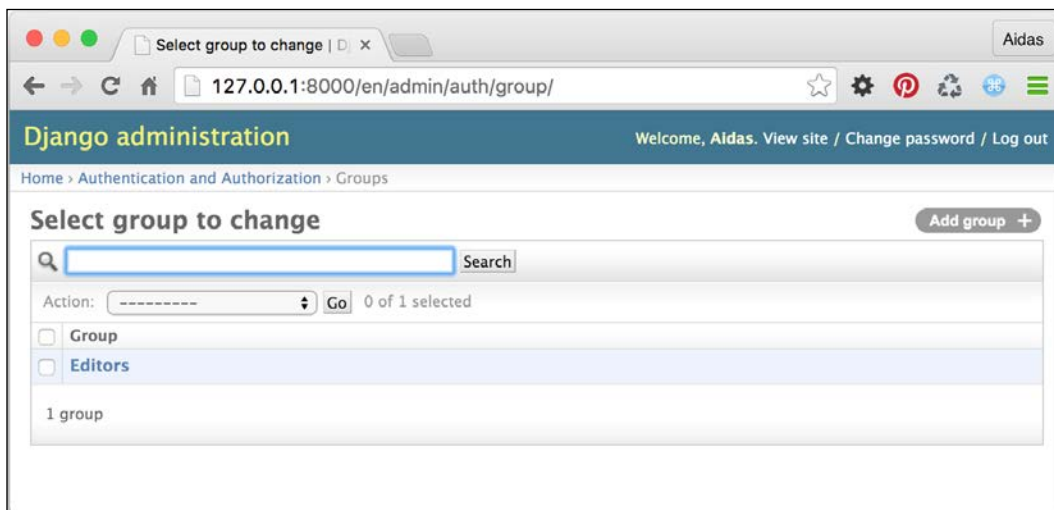 Select group to change | D
Aidas
127.0.0.1:8000/en/admin/auth/group/
Django administration
Welcome, Aidas. View site / Change password / Log out
Home › Authentication and Authorization › Groups
Select group to change
Add group +
Search
Action: --------- Go 0 of 1 selected
Group
Editors
1 group